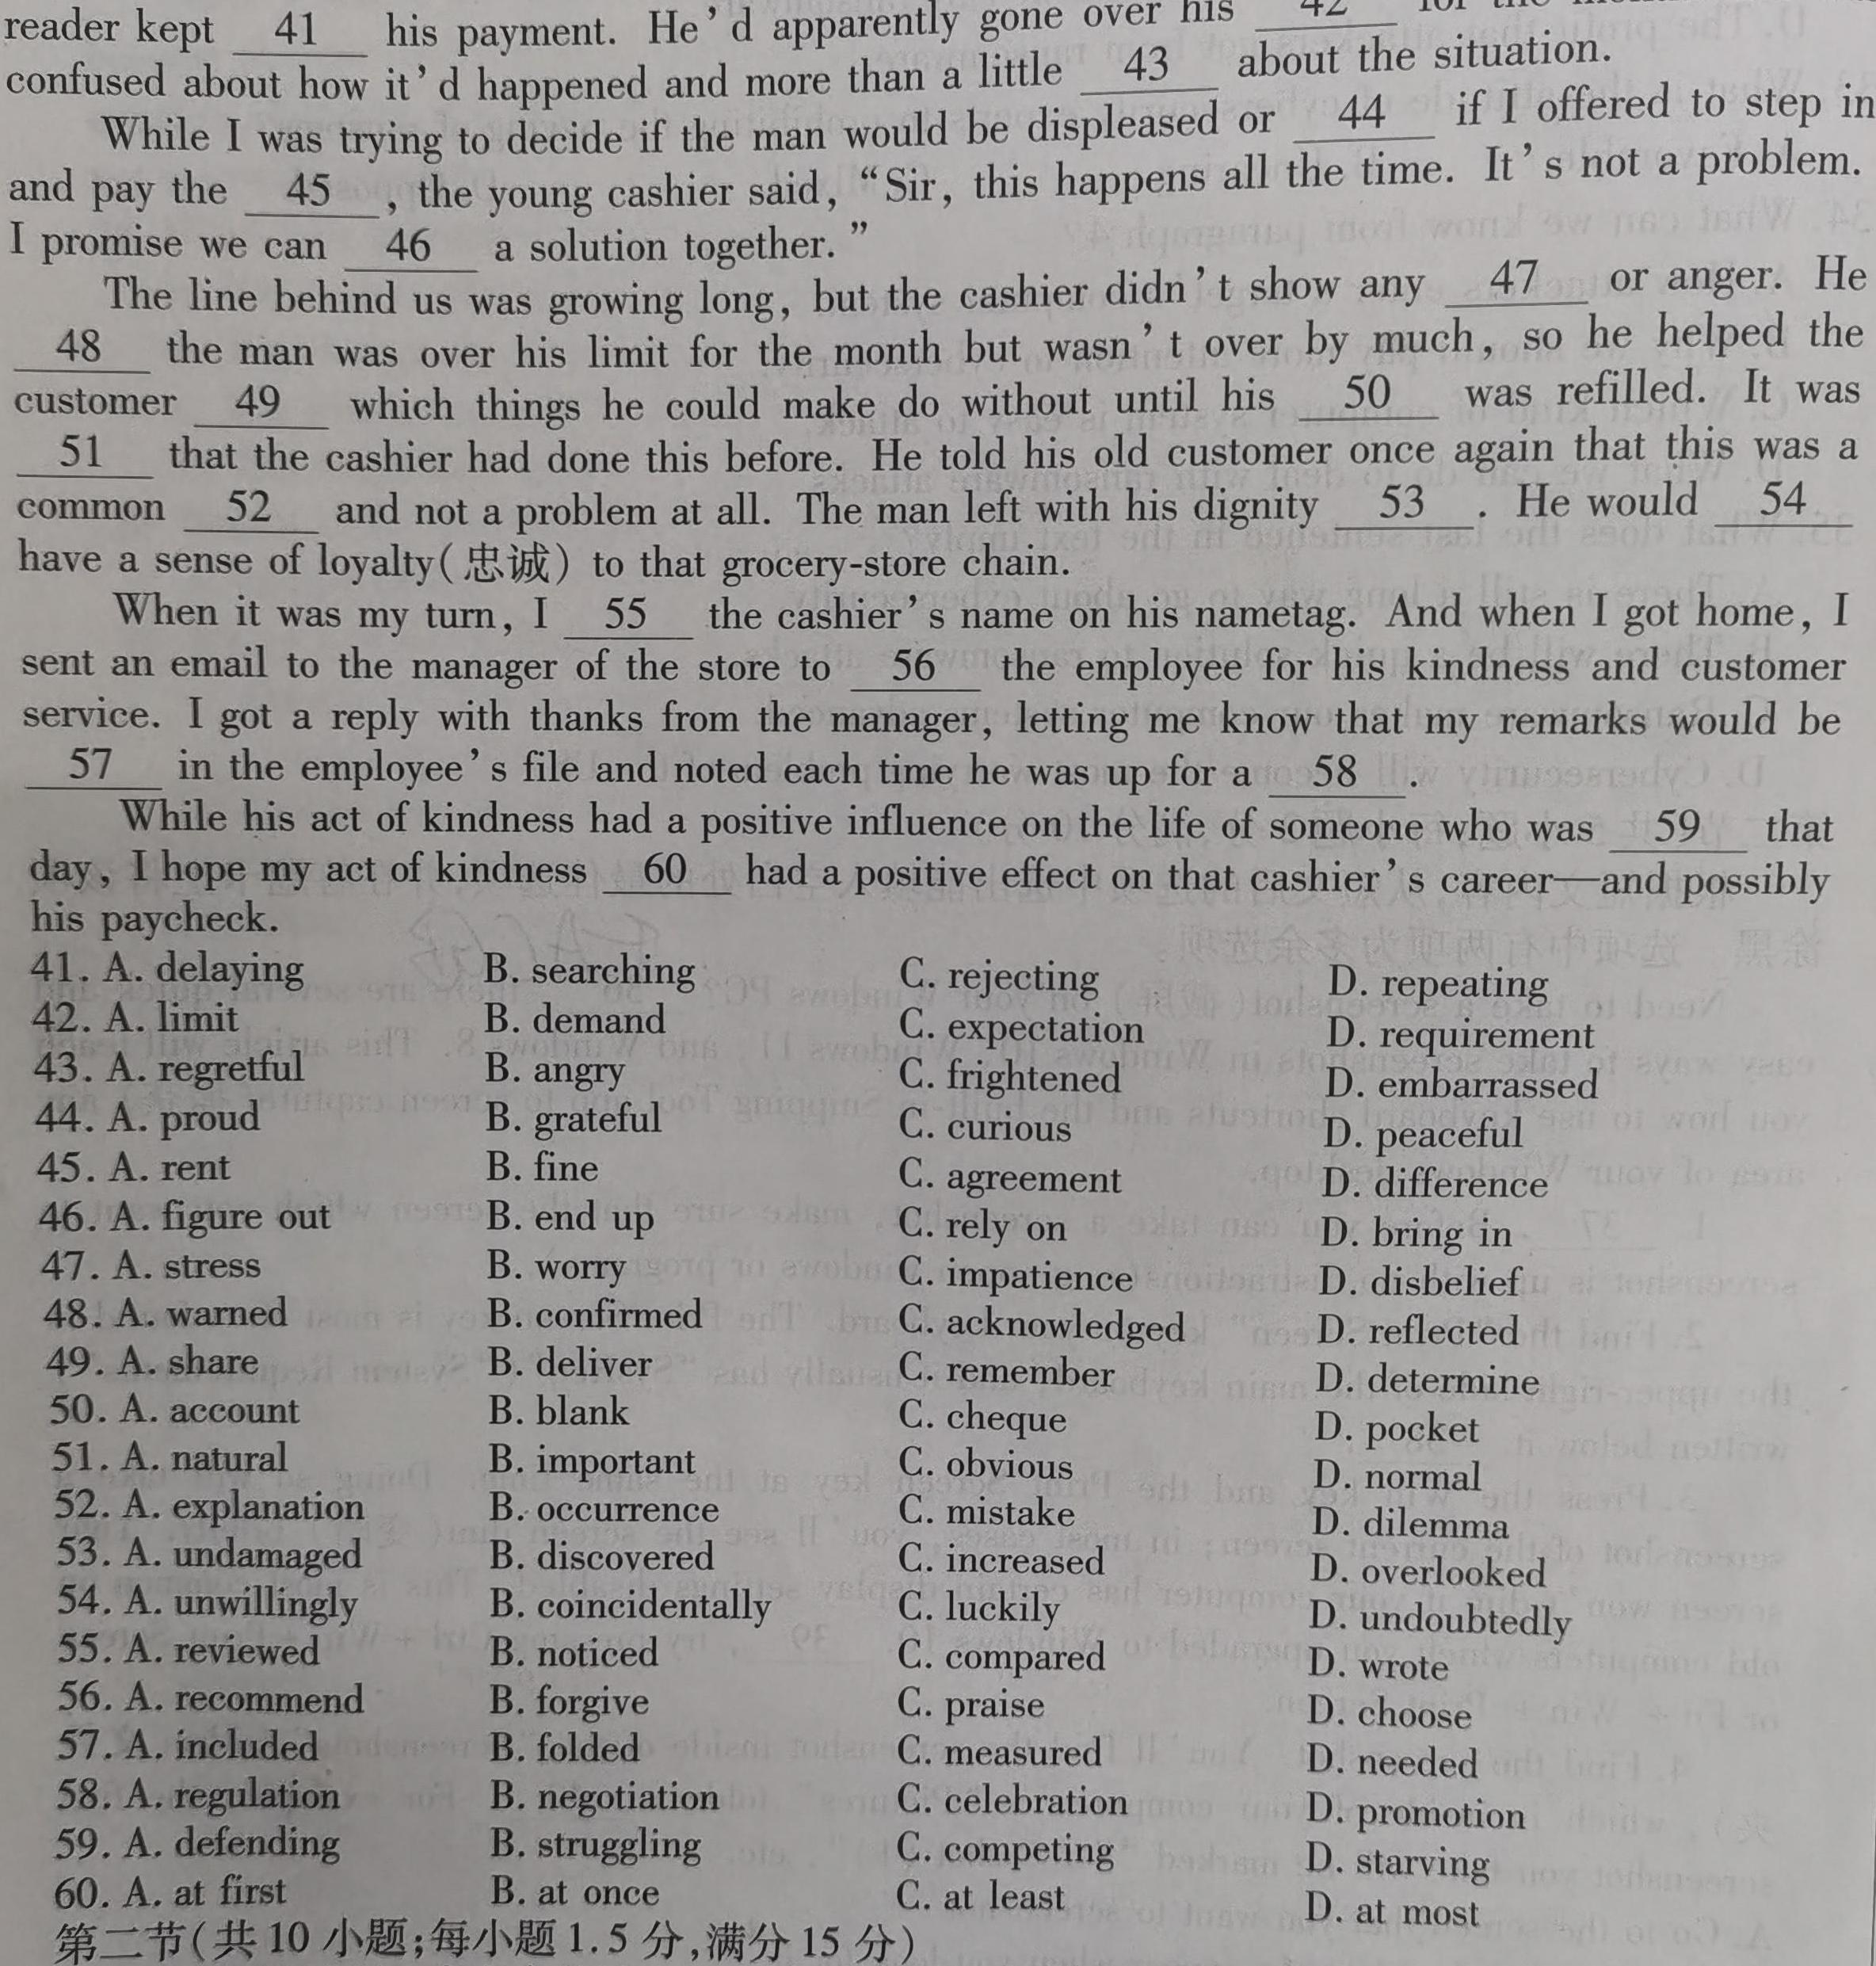 reader kept 41 his payment. He'd apparently gone over his 42
confused about how it'd happened and more than a little 43 about the situation.
While I was trying to decide if the man would be displeased or 44 if I offered to step in
and pay the 45, the young cashier said, “Sir, this happens all the time. It's not a problem.
I promise we can 46 a solution together.”
The line behind us was growing long, but the cashier didn't show any 47 or anger. He
48 the man was over his limit for the month but wasn't over by much, so he helped the
customer 49 which things he could make do without until his 50 was refilled. It was
51 that the cashier had done this before. He told his old customer once again that this was a
common 52 and not a problem at all. The man left with his dignity 53. He would 54
have a sense of loyalty(忠诚) to that grocery-store chain.
When it was my turn, I 55 the cashier's name on his nametag. And when I got home, I
sent an email to the manager of the store to 56 the employee for his kindness and customer
service. I got a reply with thanks from the manager, letting me know that my remarks would be
57 in the employee's file and noted each time he was up for a 58.
While his act of kindness had a positive influence on the life of someone who was 59 that
day, I hope my act of kindness 60 had a positive effect on that cashier's career—and possibly
his paycheck.
41. A. delaying B. searching C. rejecting D. repeating
42. A. limit B. demand C. expectation D. requirement
43. A. regretful B. angry C. frightened D. embarrassed
44. A. proud B. grateful C. curious D. peaceful
45. A. rent B. fine C. agreement D. difference
46. A. figure out B. end up C. rely on D. bring in
47. A. stress B. worry C. impatience D. disbelief
48. A. warned B. confirmed C. acknowledged D. reflected
49. A. share B. deliver C. remember D. determine
50. A. account B. blank C. cheque D. pocket
51. A. natural B. important C. obvious D. normal
52. A. explanation B. occurrence C. mistake D. dilemma
53. A. undamaged B. discovered C. increased D. overlooked
54. A. unwillingly B. coincidentally C. luckily D. undoubtedly
55. A. reviewed B. noticed C. compared D. wrote
56. A. recommend B. forgive C. praise D. choose
57. A. included B. folded C. measured D. needed
58. A. regulation B. negotiation C. celebration D. promotion
59. A. defending B. struggling C. competing D. starving
60. A. at first B. at once C. at least D. at most
第二节(共10小题;每小题1.5分,满分15分)